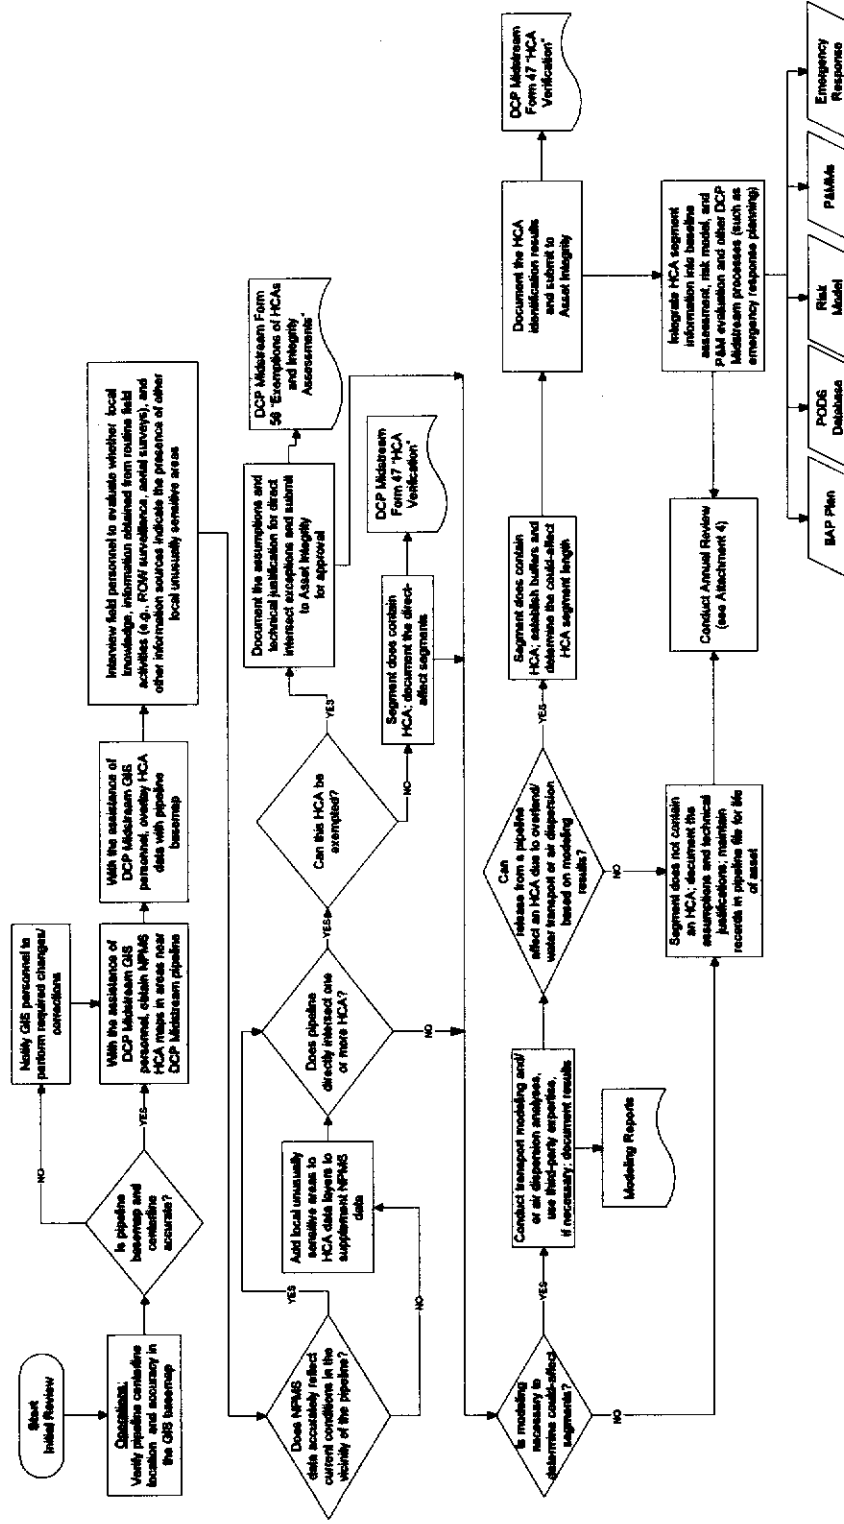 Start
Initial Review
Operations:
Verify pipeline centerline
location and accuracy in
the GIS basemap
Is pipeline
basemap and
centerline
accurate?
NO
YES
Notify GIS personnel to
perform required changes/
corrections
With the assistance of
DCP Midstream GIS
personnel, obtain NPMS
HCA maps in areas near
DCP Midstream pipeline
With the assistance of
DCP Midstream GIS
personnel, overlay HCA
data with pipeline
basemap
Interview field personnel to evaluate whether local
knowledge, information obtained from routine field
activities (e.g., ROW surveillance, aerial surveys), and
other information sources indicate the presence of other
local unusually sensitive areas
Does NPMS
data accurately reflect
current conditions in the
vicinity of the pipeline?
YES
NO
Add local unusually
sensitive areas to
HCA data layers to
supplement NPMS
data
Does pipeline
directly intersect one
or more HCA?
YES
NO
Can this HCA be
exempted?
YES
NO
Document the assumptions and
technical justification for direct
intersect exceptions and submit
to Asset Integrity
for approval
DCP Midstream Form
56 "Exemptions of HCAs
and Integrity
Assessments"
Segment does contain
HCA; document the direct-
affect segments
DCP Midstream
Form 47 "HCA
Verification"
Is modeling
necessary to
determine could-affect
segments?
YES
NO
Conduct transport modeling and/
or air dispersion analyses,
use third-party expertise,
if necessary; document results
Modeling Reports
Can
release from a pipeline
affect an HCA due to overland/
water transport or air dispersion
based on modeling
results?
YES
NO
Segment does contain
HCA; establish buffers and
determine the could-affect
HCA segment length
Document the HCA
identification results
and submit to
Asset Integrity
DCP Midstream
Form 47 "HCA
Verification"
Segment does not contain
an HCA; document the
assumptions and technical
justifications; maintain
records in pipeline file for life
of asset
Conduct Annual Review
(see Attachment 4)
Integrate HCA segment
information into baseline
assessment, risk model, and
P&M evaluation and other DCP
Midstream processes (such as
emergency response planning)
BAP Plan
PODS
Database
Risk
Model
P&MMs
Emergency
Response